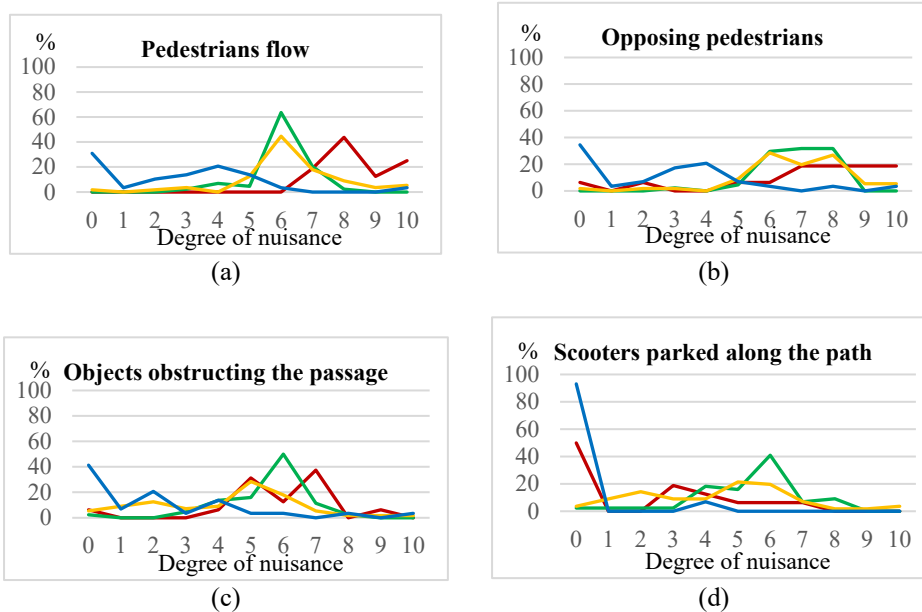 %
Pedestrians flow
100
80
60
40
20
0
0 1 2 3 4 5 6 7 8 9 10
Degree of nuisance
(a)
%
Opposing pedestrians
100
80
60
40
20
0
0 1 2 3 4 5 6 7 8 9 10
Degree of nuisance
(b)
% Objects obstructing the passage
100
80
60
40
20
0
0 1 2 3 4 5 6 7 8 9 10
Degree of nuisance
(c)
% Scooters parked along the path
100
80
60
40
20
0
0 1 2 3 4 5 6 7 8 9 10
Degree of nuisance
(d)